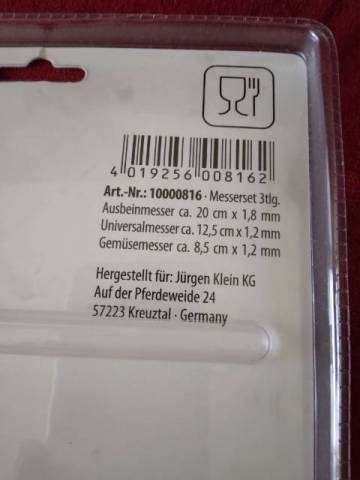 4 019256 008162
Art.-Nr.: 10000816 · Messerset 3tlg.
Ausbeinmesser ca. 20 cm x 1,8 mm
Universalmesser ca. 12,5 cm x 1,2 mm
Gemüsemesser ca. 8,5 cm x 1,2 mm
Hergestellt für: Jürgen Klein KG
Auf der Pferdeweide 24
57223 Kreuztal · Germany